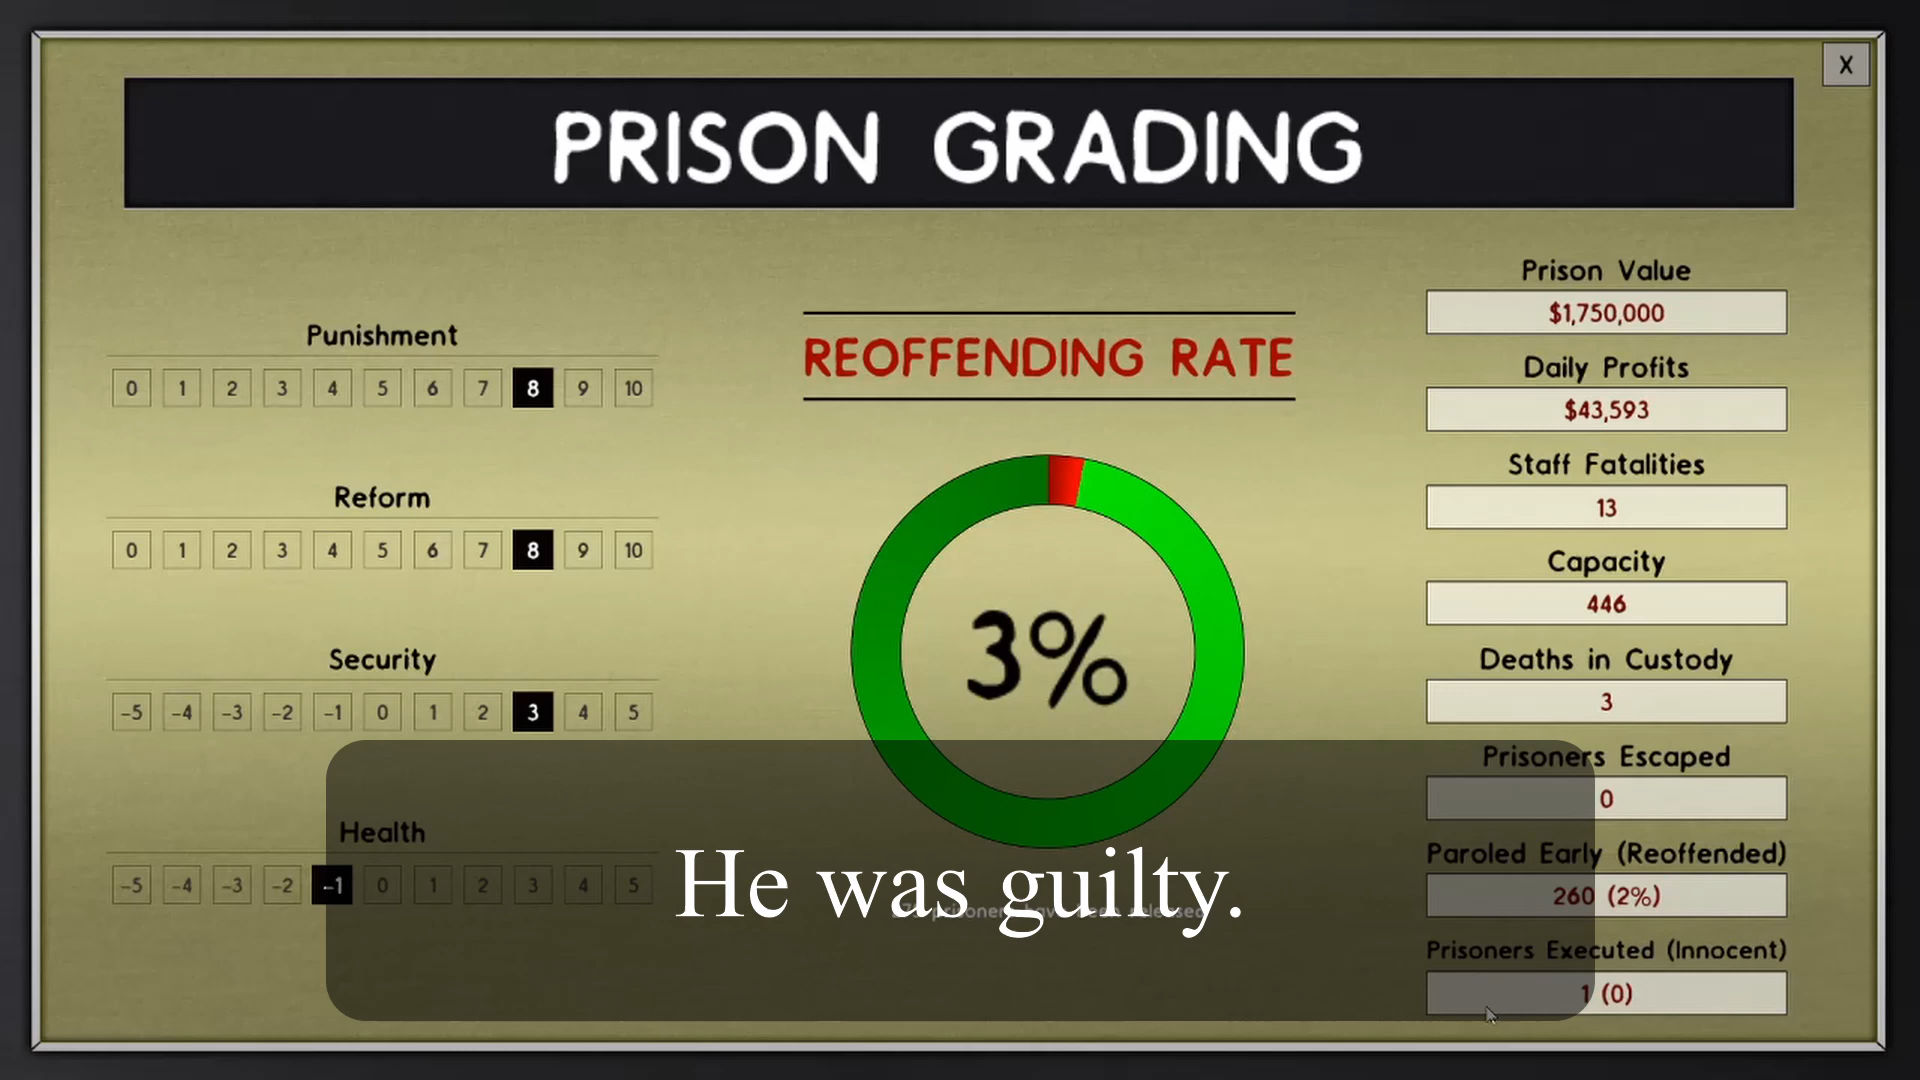 X
PRISON GRADING
Punishment
0 1 2 3 4 5 6 7 8 9 10
Reform
0 1 2 3 4 5 6 7 8 9 10
Security
-5 -4 -3 -2 -1 0 1 2 3 4 5
Health
-5 -4 -3 -2 -1 0 1 2 3 4 5
REOFFENDING RATE
3%
prisoners have been released
Prison Value
$1,750,000
Daily Profits
$43,593
Staff Fatalities
13
Capacity
446
Deaths in Custody
3
Prisoners Escaped
0
Paroled Early (Reoffended)
260 (2%)
Prisoners Executed (Innocent)
1 (0)
He was guilty.